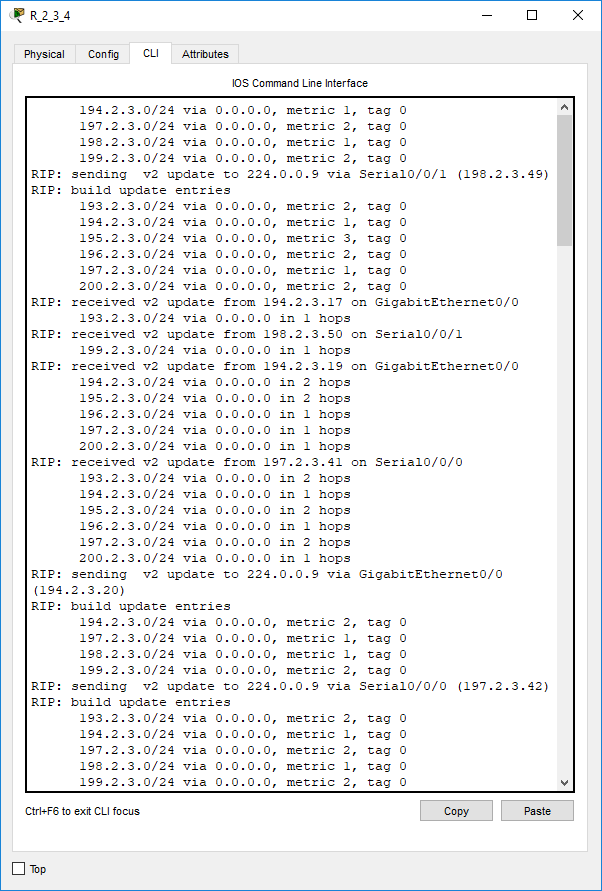 R_2_3_4
Physical Config CLI Attributes
IOS Command Line Interface
194.2.3.0/24 via 0.0.0.0, metric 1, tag 0
197.2.3.0/24 via 0.0.0.0, metric 2, tag 0
198.2.3.0/24 via 0.0.0.0, metric 1, tag 0
199.2.3.0/24 via 0.0.0.0, metric 2, tag 0
RIP: sending  v2 update to 224.0.0.9 via Serial0/0/1 (198.2.3.49)
RIP: build update entries
193.2.3.0/24 via 0.0.0.0, metric 2, tag 0
194.2.3.0/24 via 0.0.0.0, metric 1, tag 0
195.2.3.0/24 via 0.0.0.0, metric 3, tag 0
196.2.3.0/24 via 0.0.0.0, metric 2, tag 0
197.2.3.0/24 via 0.0.0.0, metric 1, tag 0
200.2.3.0/24 via 0.0.0.0, metric 2, tag 0
RIP: received v2 update from 194.2.3.17 on GigabitEthernet0/0
193.2.3.0/24 via 0.0.0.0 in 1 hops
RIP: received v2 update from 198.2.3.50 on Serial0/0/1
199.2.3.0/24 via 0.0.0.0 in 1 hops
RIP: received v2 update from 194.2.3.19 on GigabitEthernet0/0
194.2.3.0/24 via 0.0.0.0 in 2 hops
195.2.3.0/24 via 0.0.0.0 in 2 hops
196.2.3.0/24 via 0.0.0.0 in 1 hops
197.2.3.0/24 via 0.0.0.0 in 1 hops
200.2.3.0/24 via 0.0.0.0 in 1 hops
RIP: received v2 update from 197.2.3.41 on Serial0/0/0
193.2.3.0/24 via 0.0.0.0 in 2 hops
194.2.3.0/24 via 0.0.0.0 in 1 hops
195.2.3.0/24 via 0.0.0.0 in 2 hops
196.2.3.0/24 via 0.0.0.0 in 1 hops
197.2.3.0/24 via 0.0.0.0 in 2 hops
200.2.3.0/24 via 0.0.0.0 in 1 hops
RIP: sending  v2 update to 224.0.0.9 via GigabitEthernet0/0
(194.2.3.20)
RIP: build update entries
194.2.3.0/24 via 0.0.0.0, metric 2, tag 0
197.2.3.0/24 via 0.0.0.0, metric 1, tag 0
198.2.3.0/24 via 0.0.0.0, metric 1, tag 0
199.2.3.0/24 via 0.0.0.0, metric 2, tag 0
RIP: sending  v2 update to 224.0.0.9 via Serial0/0/0 (197.2.3.42)
RIP: build update entries
193.2.3.0/24 via 0.0.0.0, metric 2, tag 0
194.2.3.0/24 via 0.0.0.0, metric 1, tag 0
197.2.3.0/24 via 0.0.0.0, metric 2, tag 0
198.2.3.0/24 via 0.0.0.0, metric 1, tag 0
199.2.3.0/24 via 0.0.0.0, metric 2, tag 0
Ctrl+F6 to exit CLI focus
Copy Paste
Top